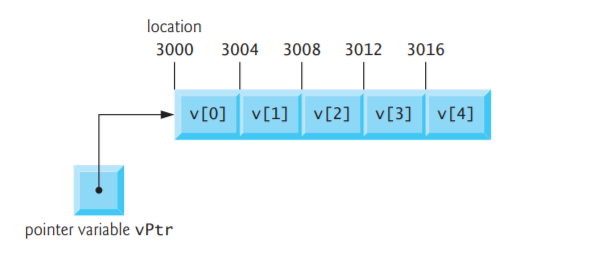 location
3000 3004 3008 3012 3016
v[0] v[1] v[2] v[3] v[4]
pointer variable vPtr